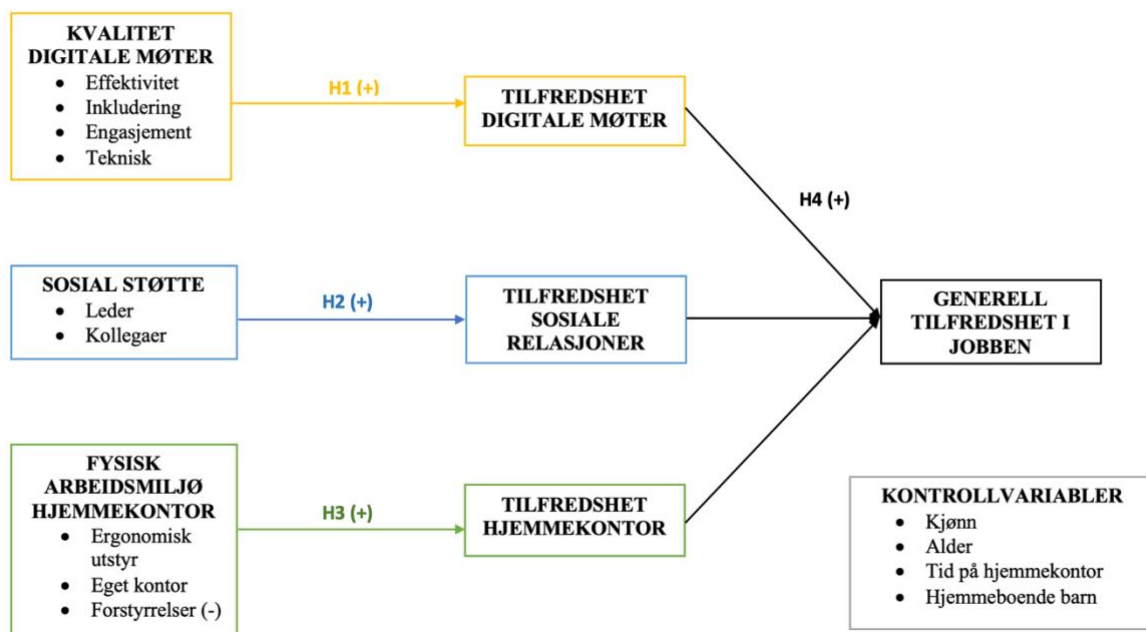 KVALITET
DIGITALE MØTER
• Effektivitet
• Inkludering
• Engasjement
• Teknisk
H1 (+)
TILFREDSHET
DIGITALE MØTER
H4 (+)
SOSIAL STØTTE
• Leder
• Kollegaer
H2 (+)
TILFREDSHET
SOSIALE
RELASJONER
GENERELL
TILFREDSHET I
JOBBEN
FYSISK
ARBEIDSMILJØ
HJEMMEKONTOR
• Ergonomisk
utstyr
• Eget kontor
• Forstyrrelser (-)
H3 (+)
TILFREDSHET
HJEMMEKONTOR
KONTROLLVARIABLER
• Kjønn
• Alder
• Tid på hjemmekontor
• Hjemmeboende barn